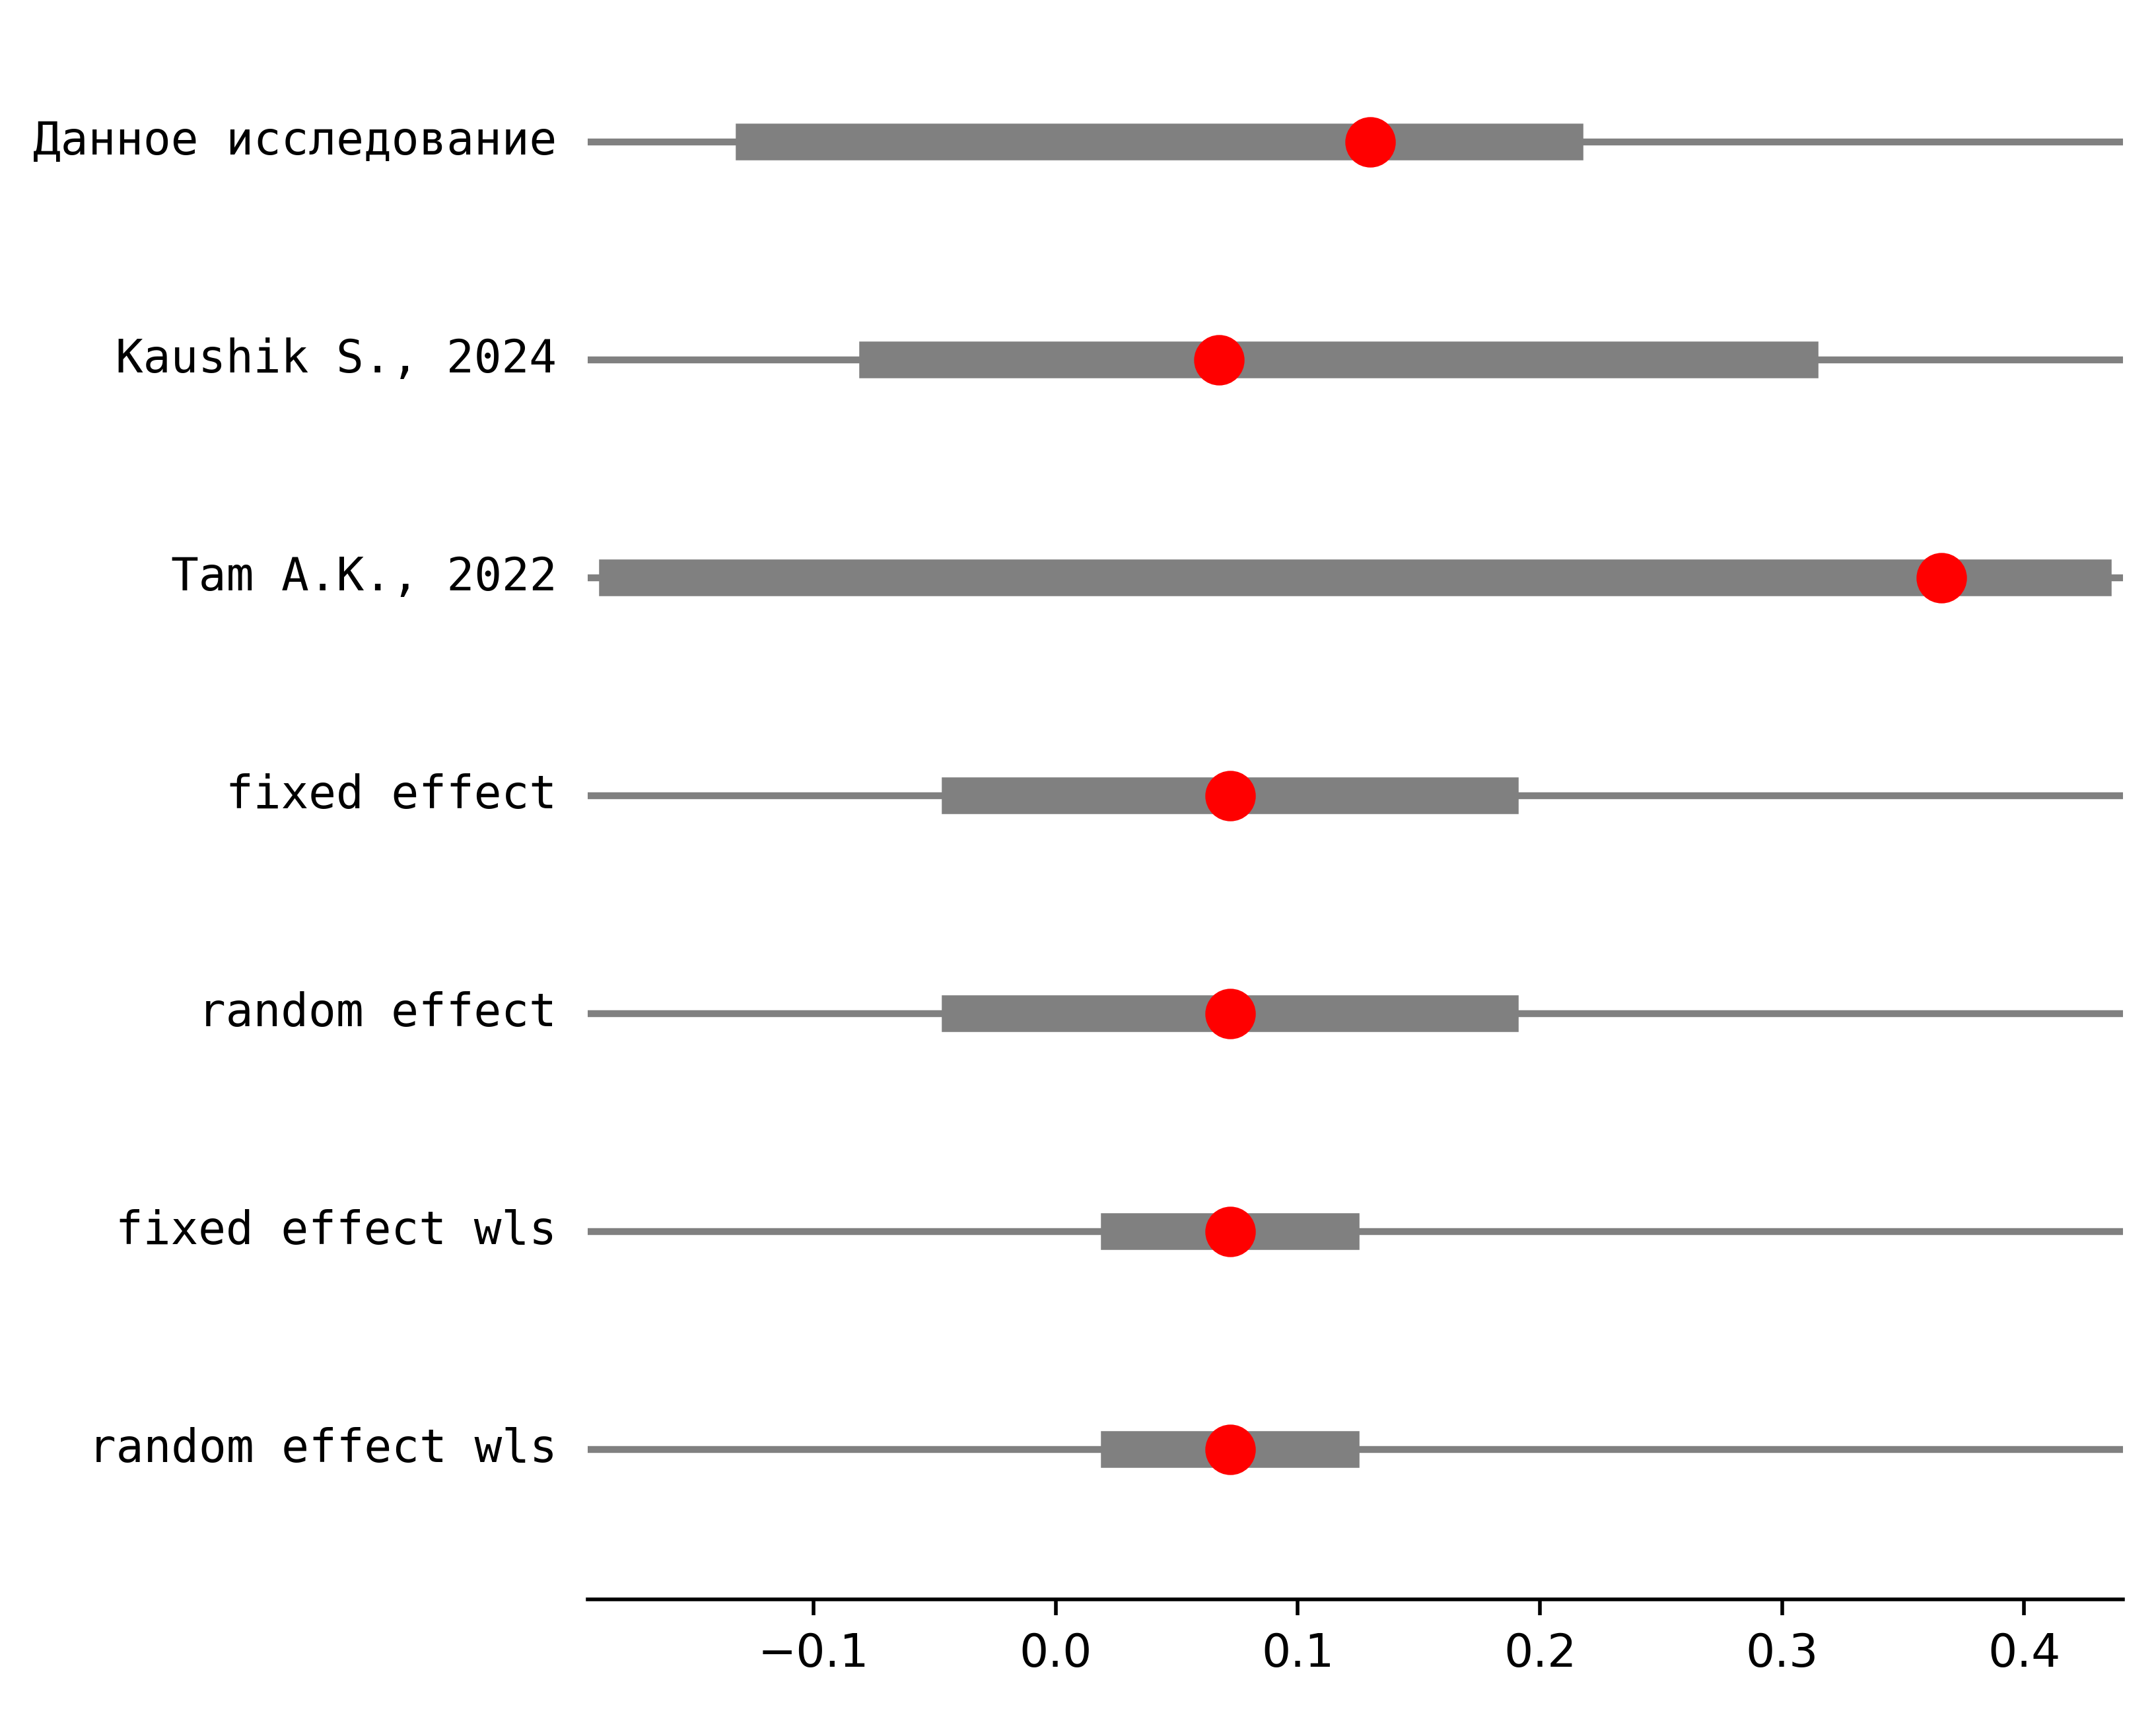 Данное исследование
Kaushik S., 2024
Tam A.K., 2022
fixed effect
random effect
fixed effect wls
random effect wls
−0.1 0.0 0.1 0.2 0.3 0.4